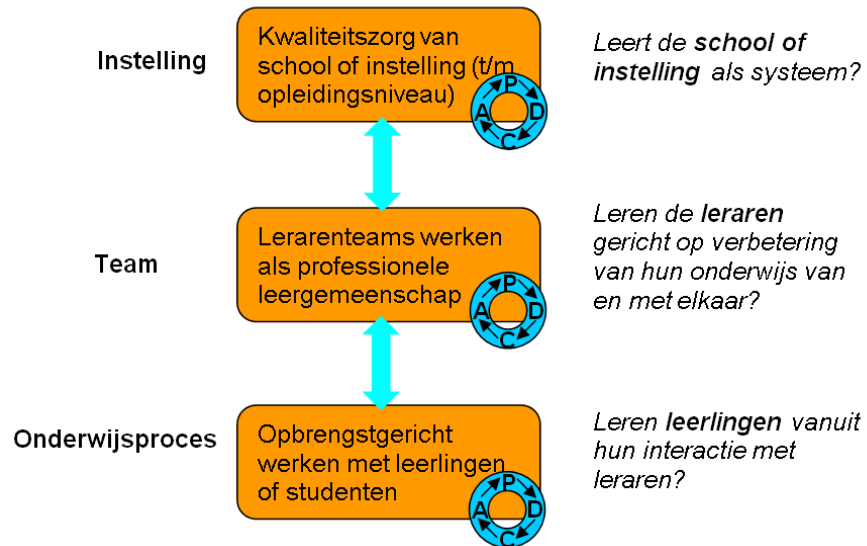 Instelling
Kwaliteitszorg van
school of instelling (t/m
opleidingsniveau)
P
A D
C
Leert de school of
instelling als systeem?
Team
Lerarenteams werken
als professionele
leergemeenschap
P
A D
C
Leren de leraren
gericht op verbetering
van hun onderwijs van
en met elkaar?
Onderwijsproces
Opbrengstgericht
werken met leerlingen
of studenten
P
A D
C
Leren leerlingen vanuit
hun interactie met
leraren?